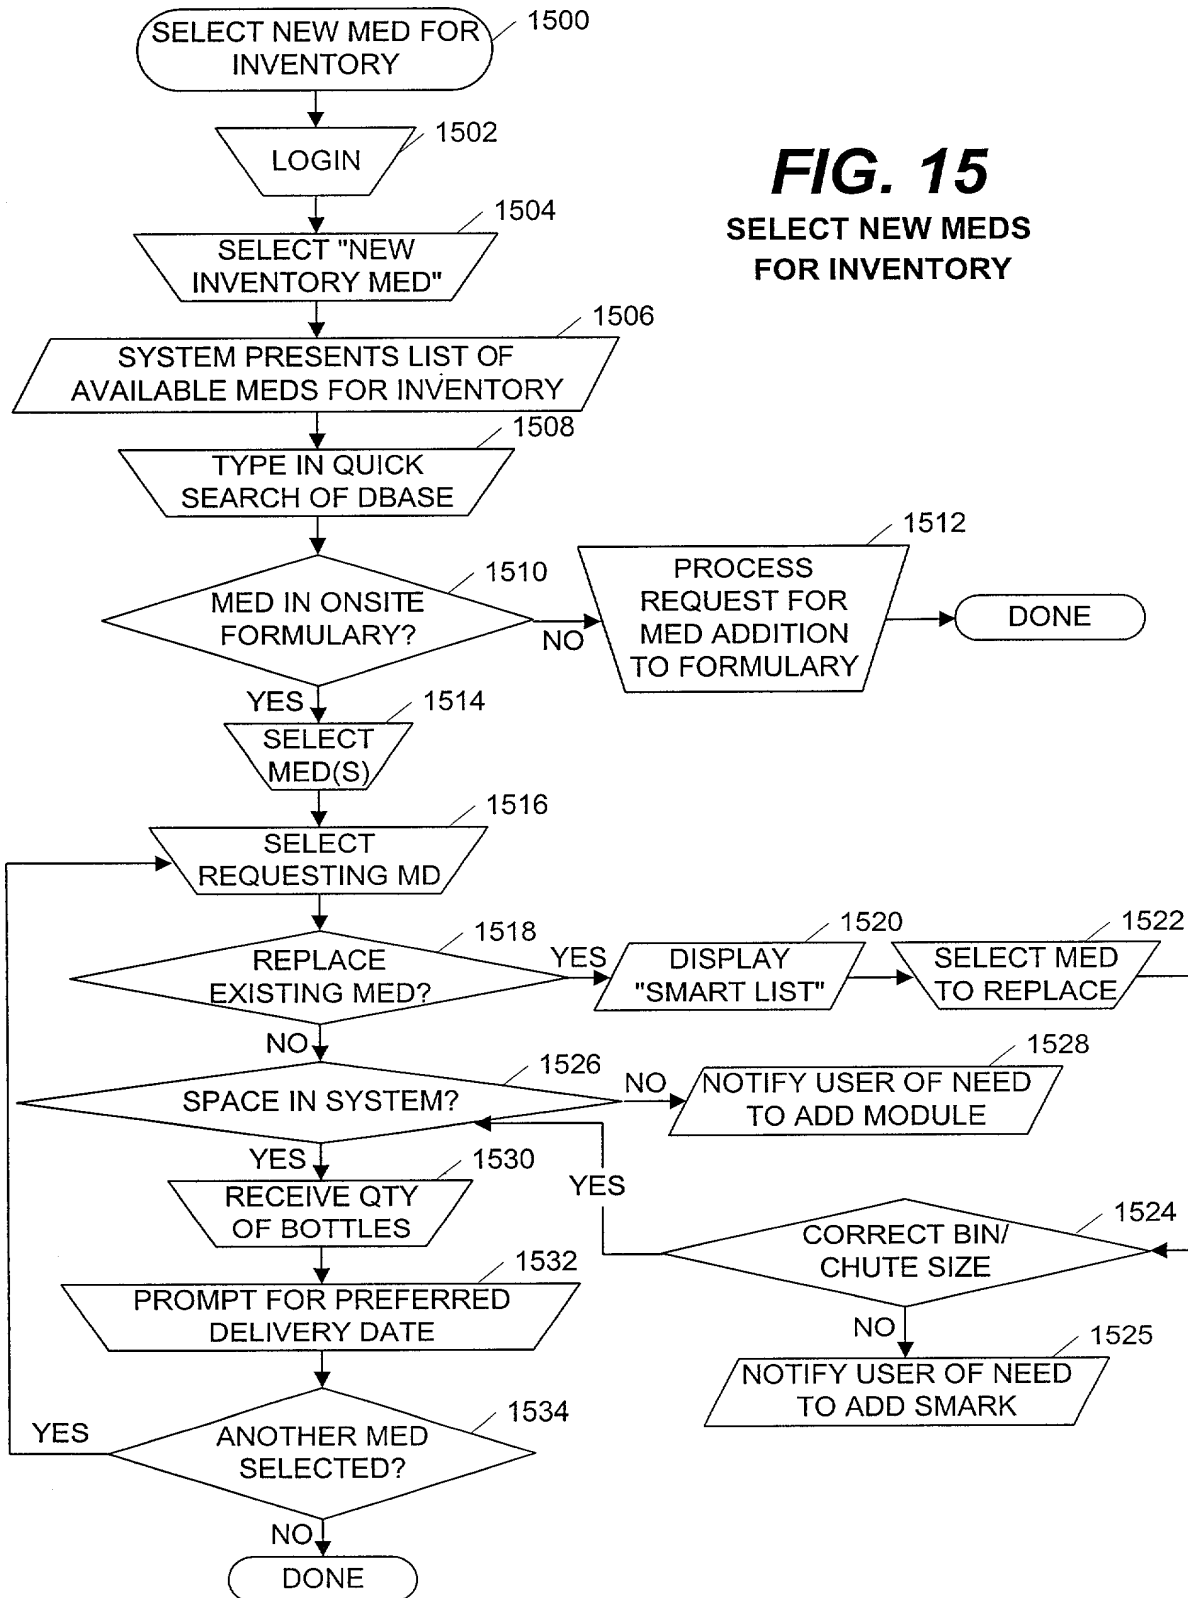 SELECT NEW MED FOR
INVENTORY
1500
LOGIN
1502
FIG. 15
SELECT NEW MEDS
FOR INVENTORY
SELECT "NEW
INVENTORY MED"
1504
SYSTEM PRESENTS LIST OF
AVAILABLE MEDS FOR INVENTORY
1506
TYPE IN QUICK
SEARCH OF DBASE
1508
MED IN ONSITE
FORMULARY?
1510
NO
PROCESS
REQUEST FOR
MED ADDITION
TO FORMULARY
1512
DONE
YES
SELECT
MED(S)
1514
SELECT
REQUESTING MD
1516
REPLACE
EXISTING MED?
1518
YES
DISPLAY
"SMART LIST"
1520
SELECT MED
TO REPLACE
1522
NO
SPACE IN SYSTEM?
1526
NO
NOTIFY USER OF NEED
TO ADD MODULE
1528
YES
RECEIVE QTY
OF BOTTLES
1530
YES
CORRECT BIN/
CHUTE SIZE
1524
PROMPT FOR PREFERRED
DELIVERY DATE
1532
NO
NOTIFY USER OF NEED
TO ADD SMARK
1525
ANOTHER MED
SELECTED?
1534
YES
NO
DONE